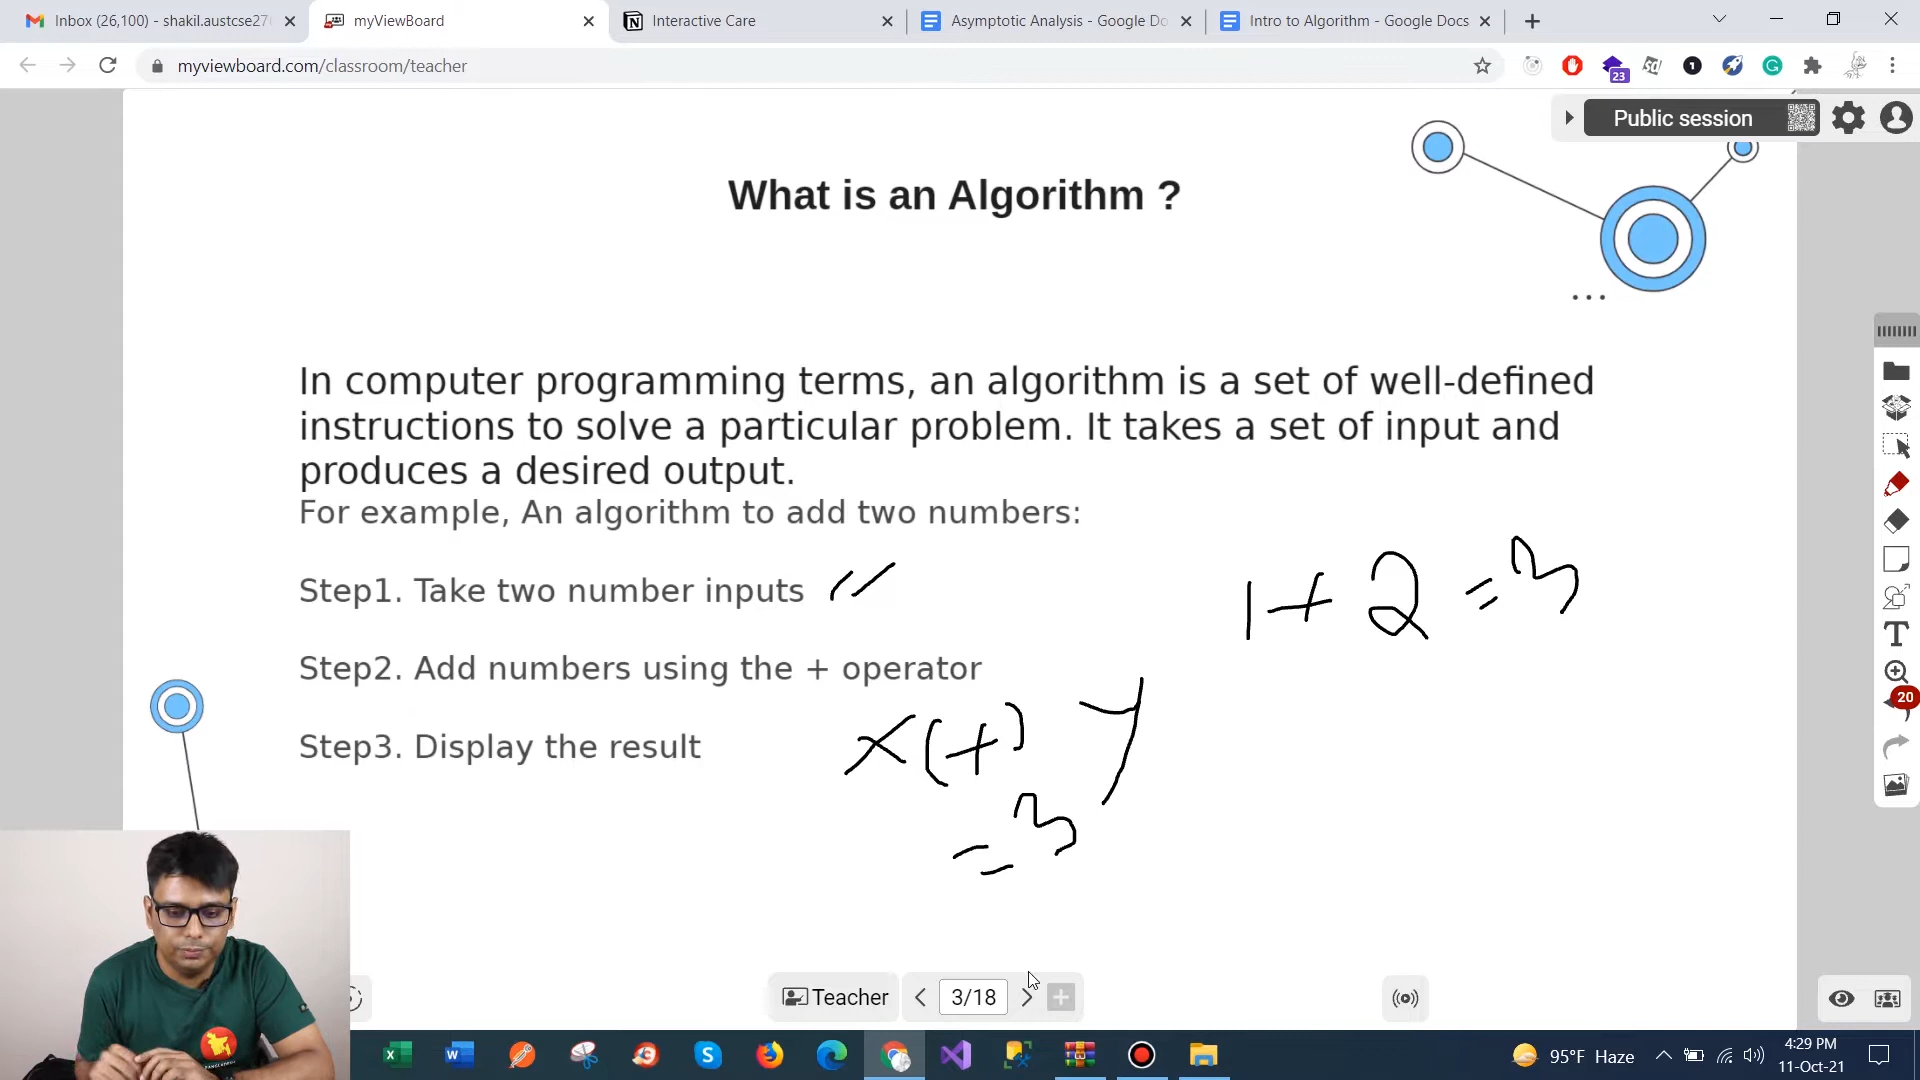 Inbox (26,100) - shakil.austcse27
myViewBoard
Interactive Care
Asymptotic Analysis - Google Do
Intro to Algorithm - Google Docs
myviewboard.com/classroom/teacher
23
Public session
What is an Algorithm ?
In computer programming terms, an algorithm is a set of well-defined
instructions to solve a particular problem. It takes a set of input and
produces a desired output.
For example, An algorithm to add two numbers:
Step1. Take two number inputs
1 + 2 = 3
Step2. Add numbers using the + operator
Step3. Display the result
x (+) y
= 3
20
Teacher
3/18
95°F Haze
4:29 PM
11-Oct-21